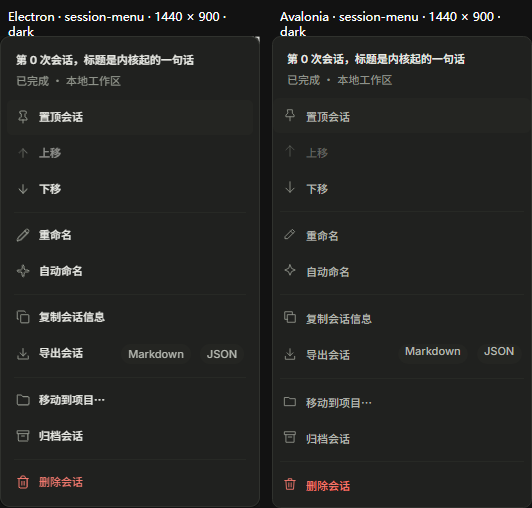 Electron · session-menu · 1440 × 900 · dark
第 0 次会话，标题是内核起的一句话
已完成 · 本地工作区
置顶会话
上移
下移
重命名
自动命名
复制会话信息
导出会话 Markdown JSON
移动到项目…
归档会话
删除会话
Avalonia · session-menu · 1440 × 900 · dark
第 0 次会话，标题是内核起的一句话
已完成 · 本地工作区
置顶会话
上移
下移
重命名
自动命名
复制会话信息
导出会话 Markdown JSON
移动到项目…
归档会话
删除会话